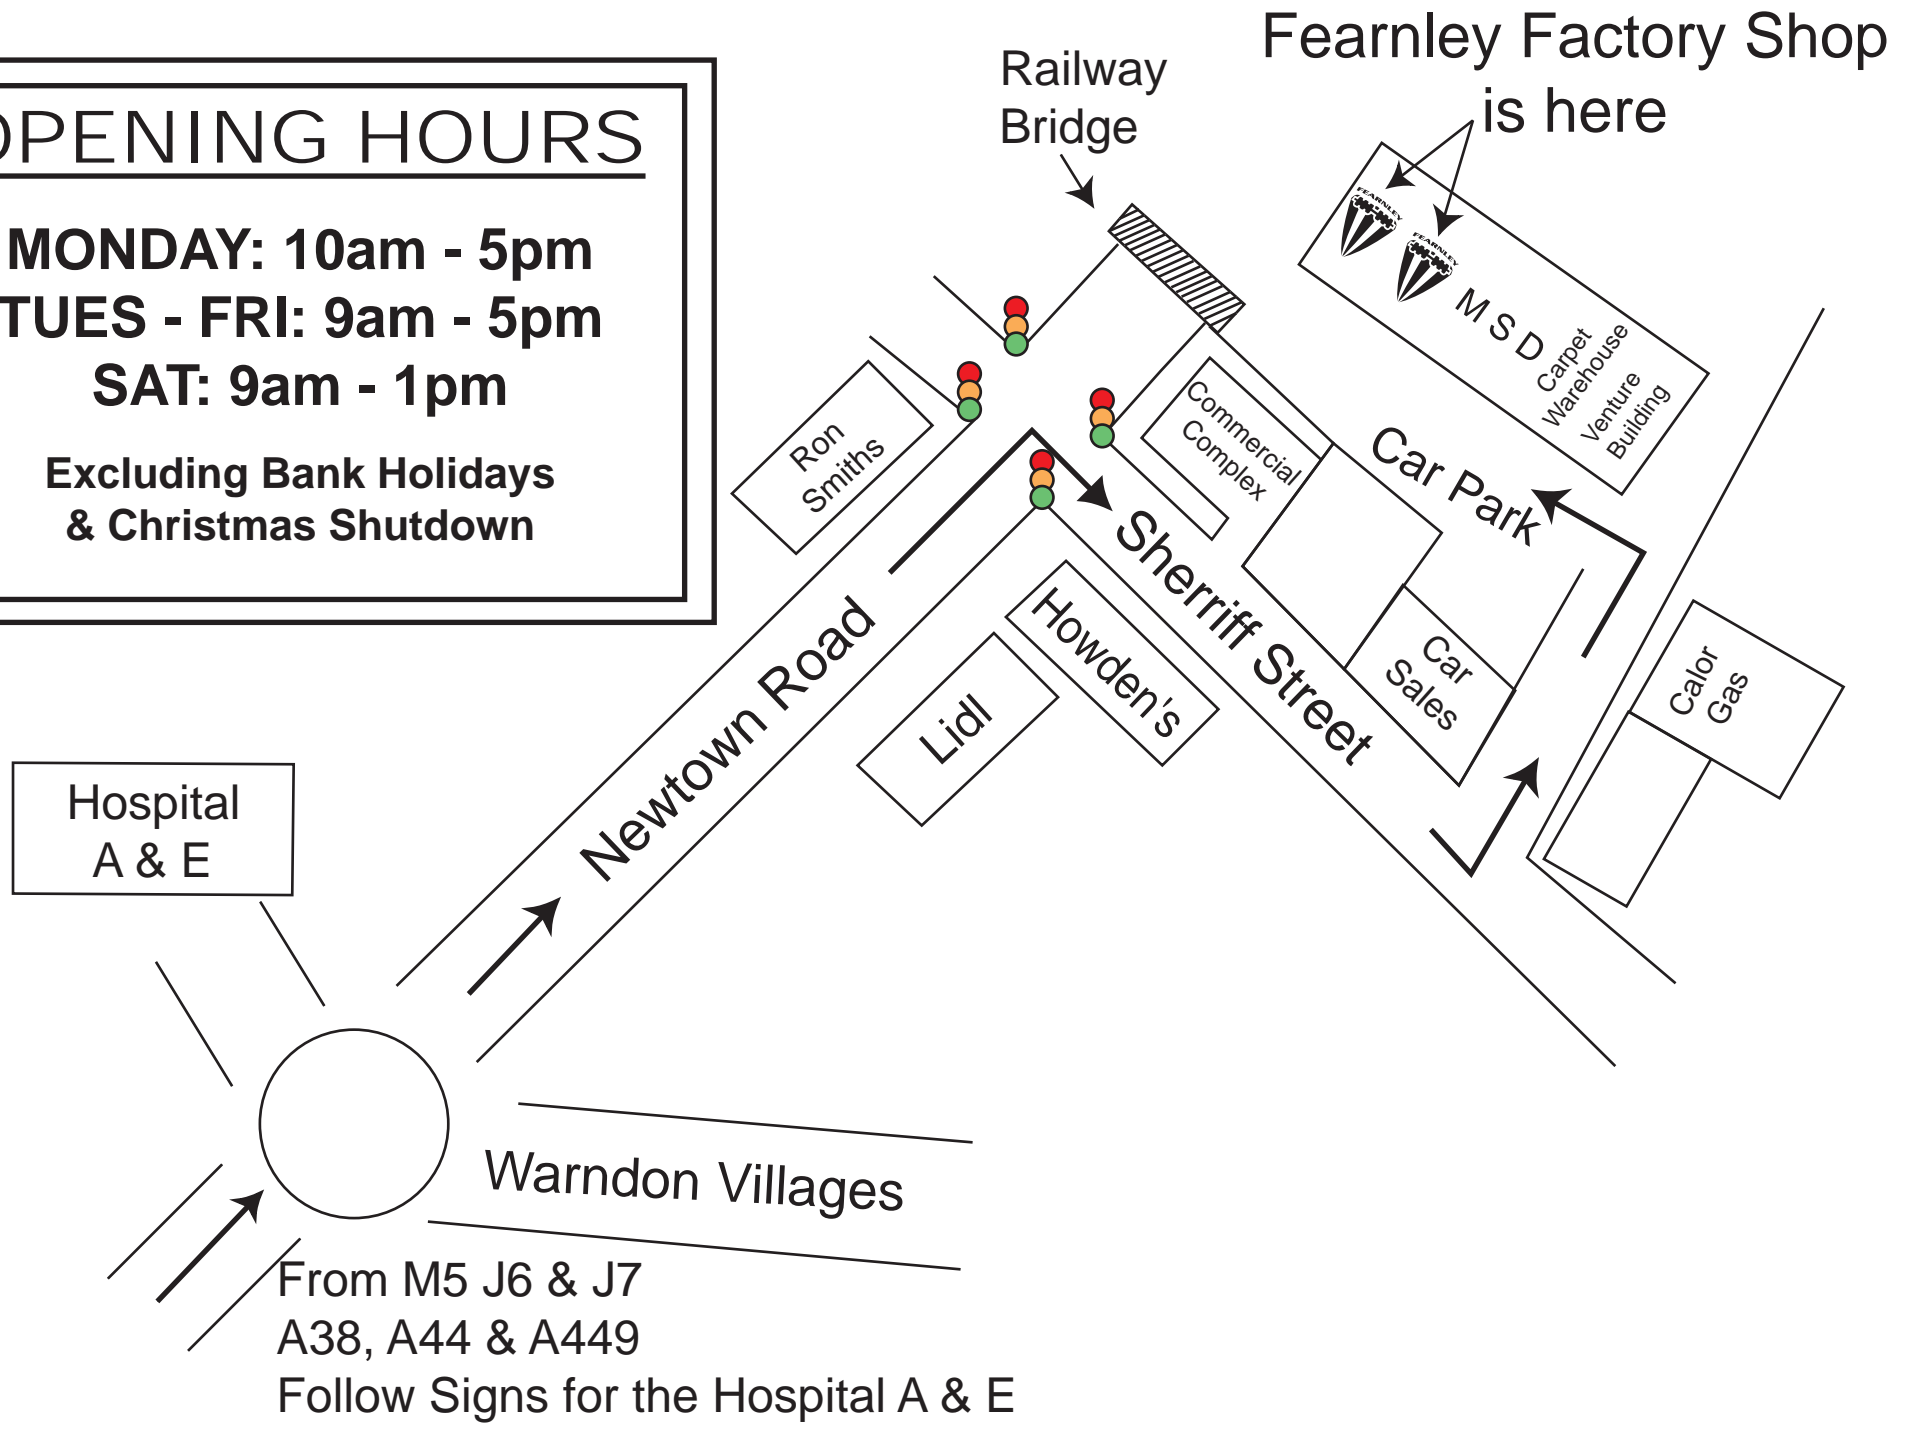 Fearnley Factory Shop
is here
Railway
Bridge
OPENING HOURS
MONDAY: 10am - 5pm
TUES - FRI: 9am - 5pm
SAT: 9am - 1pm
Excluding Bank Holidays
& Christmas Shutdown
FEARNLEY
FEARNLEY
M S D
Carpet
Warehouse
Venture
Building
Ron
Smiths
Commercial
Complex
Car Park
Sherriff Street
Howden's
Lidl
Car
Sales
Calor
Gas
Newtown Road
Hospital
A & E
Warndon Villages
From M5 J6 & J7
A38, A44 & A449
Follow Signs for the Hospital A & E